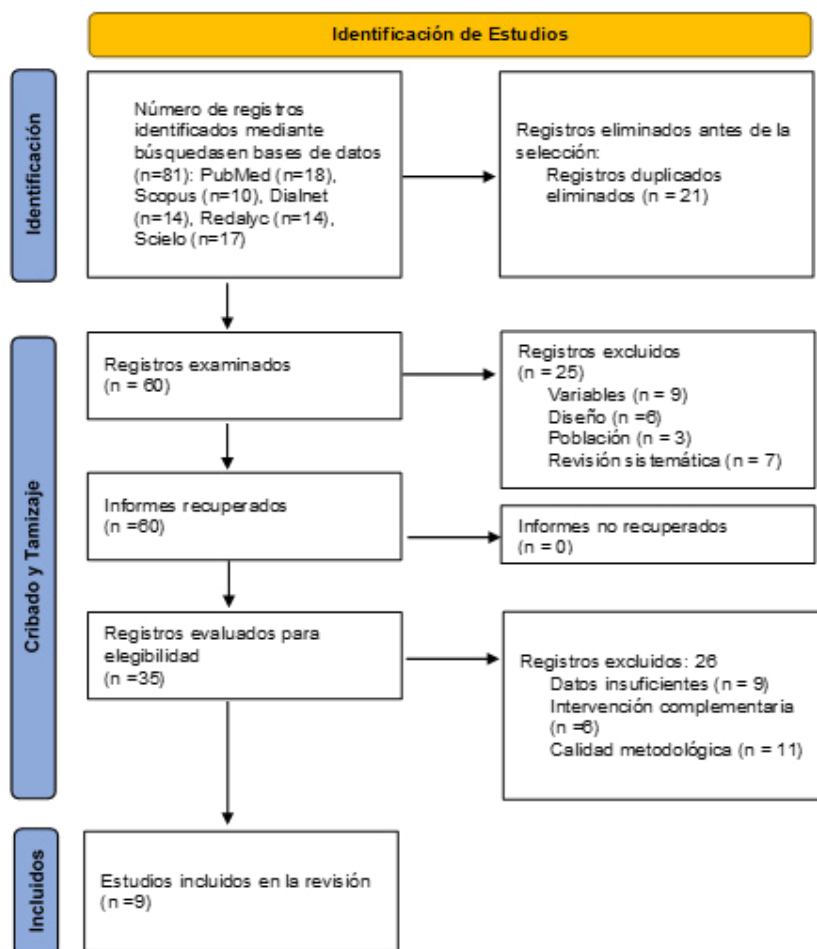 Identificación de Estudios
Identificación
Número de registros
identificados mediante
búsquedasen bases de datos
(n=81): PubMed (n=18),
Scopus (n=10), Dialnet
(n=14), Redalyc (n=14),
Scielo (n=17)
Registros eliminados antes de la
selección:
Registros duplicados
eliminados (n = 21)
Cribado y Tamizaje
Registros examinados
(n = 60)
Registros excluidos
(n = 25)
Variables (n = 9)
Diseño (n =6)
Población (n = 3)
Revisión sistemática (n = 7)
Informes recuperados
(n =60)
Informes no recuperados
(n = 0)
Registros evaluados para
elegibilidad
(n =35)
Registros excluidos: 26
Datos insuficientes (n = 9)
Intervención complementaria
(n =6)
Calidad metodológica (n = 11)
Incluidos
Estudios incluidos en la revisión
(n =9)